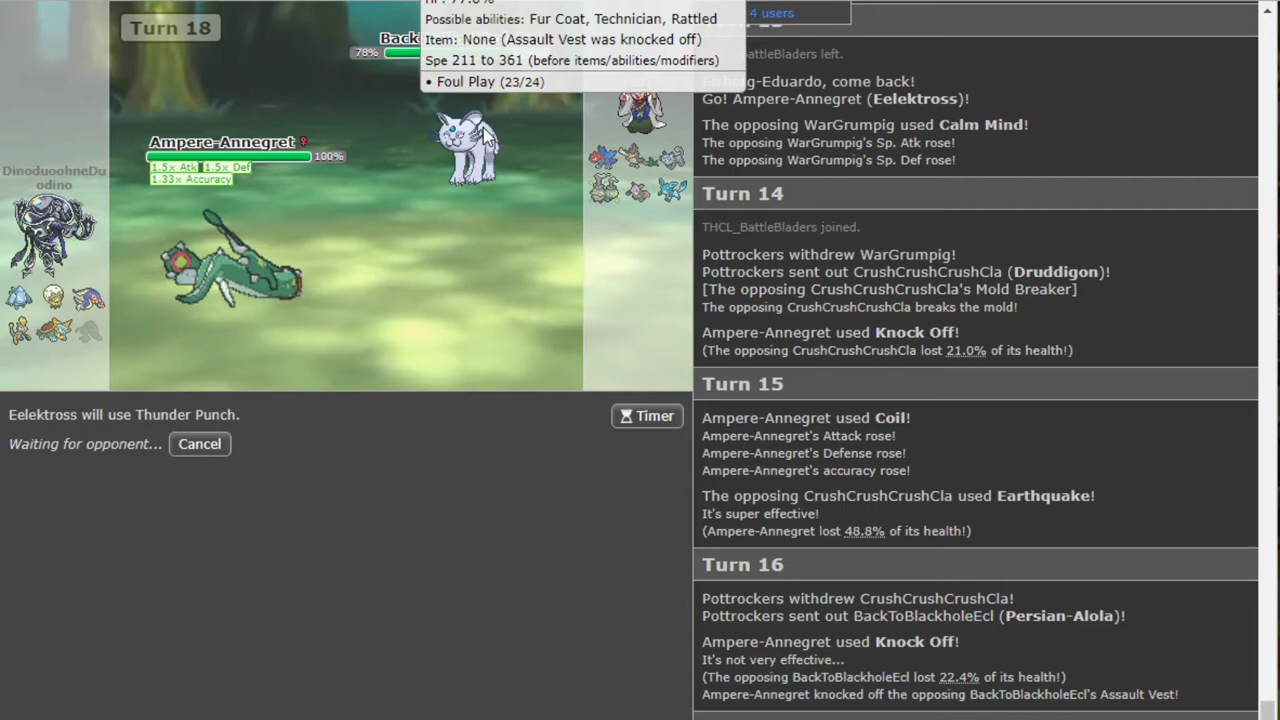 Turn 18
HP: 77.6%
Possible abilities: Fur Coat, Technician, Rattled
Item: None (Assault Vest was knocked off)
Spe 211 to 361 (before items/abilities/modifiers)
• Foul Play (23/24)
Back
78%
Ampere-Annegret
100%
1.5× Atk 1.5× Def
1.33× Accuracy
DinoduoohneDu
odino
Eelektross will use Thunder Punch.
Waiting for opponent... Cancel
Timer
4 users
BattleBladers left.
Elsberg-Eduardo, come back!
Go! Ampere-Annegret (Eelektross)!
The opposing WarGrumpig used Calm Mind!
The opposing WarGrumpig's Sp. Atk rose!
The opposing WarGrumpig's Sp. Def rose!
Turn 14
THCL_BattleBladers joined.
Pottrockers withdrew WarGrumpig!
Pottrockers sent out CrushCrushCrushCla (Druddigon)!
[The opposing CrushCrushCrushCla's Mold Breaker]
The opposing CrushCrushCrushCla breaks the mold!
Ampere-Annegret used Knock Off!
(The opposing CrushCrushCrushCla lost 21.0% of its health!)
Turn 15
Ampere-Annegret used Coil!
Ampere-Annegret's Attack rose!
Ampere-Annegret's Defense rose!
Ampere-Annegret's accuracy rose!
The opposing CrushCrushCrushCla used Earthquake!
It's super effective!
(Ampere-Annegret lost 48.8% of its health!)
Turn 16
Pottrockers withdrew CrushCrushCrushCla!
Pottrockers sent out BackToBlackholeEcl (Persian-Alola)!
Ampere-Annegret used Knock Off!
It's not very effective...
(The opposing BackToBlackholeEcl lost 22.4% of its health!)
Ampere-Annegret knocked off the opposing BackToBlackholeEcl's Assault Vest!